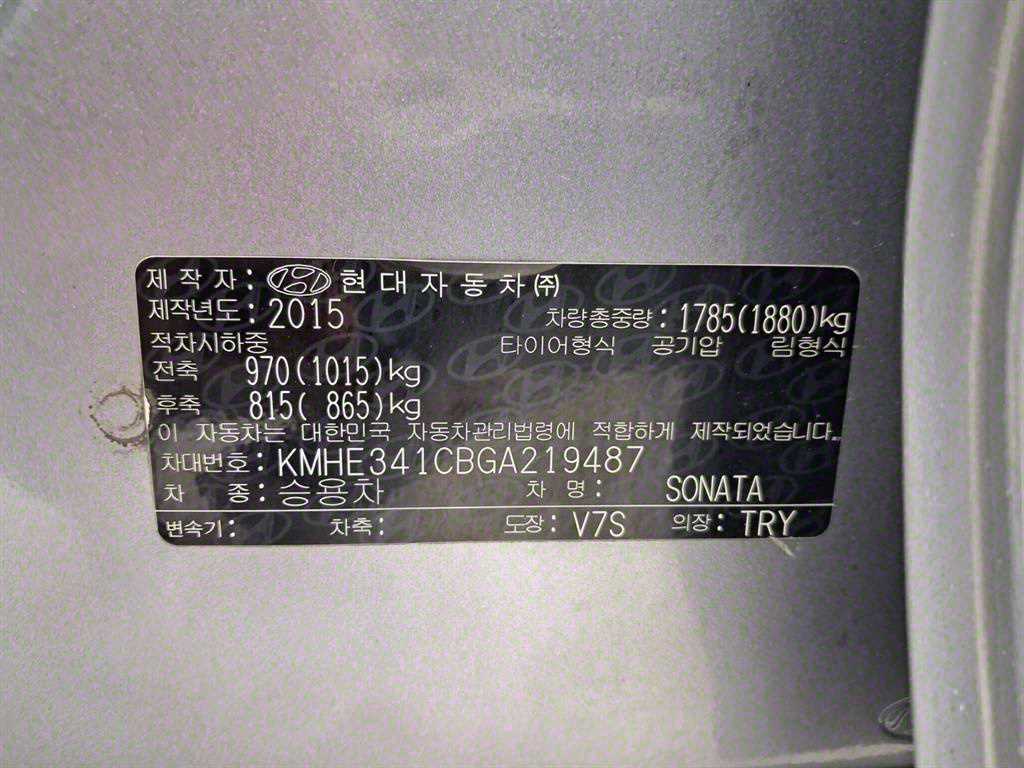 제 작 자: 현대자동차㈜
제작년도: 2015 차량총중량: 1785(1880)kg
적차시하중 타이어형식 공기압 림형식
전축 970(1015)kg
후축 815( 865)kg
이 자동차는 대한민국 자동차관리법령에 적합하게 제작되었습니다.
차대번호: KMHE341CBGA219487
차 종: 승용차 차 명: SONATA
변속기: 차축: 도장: V7S 의장: TRY